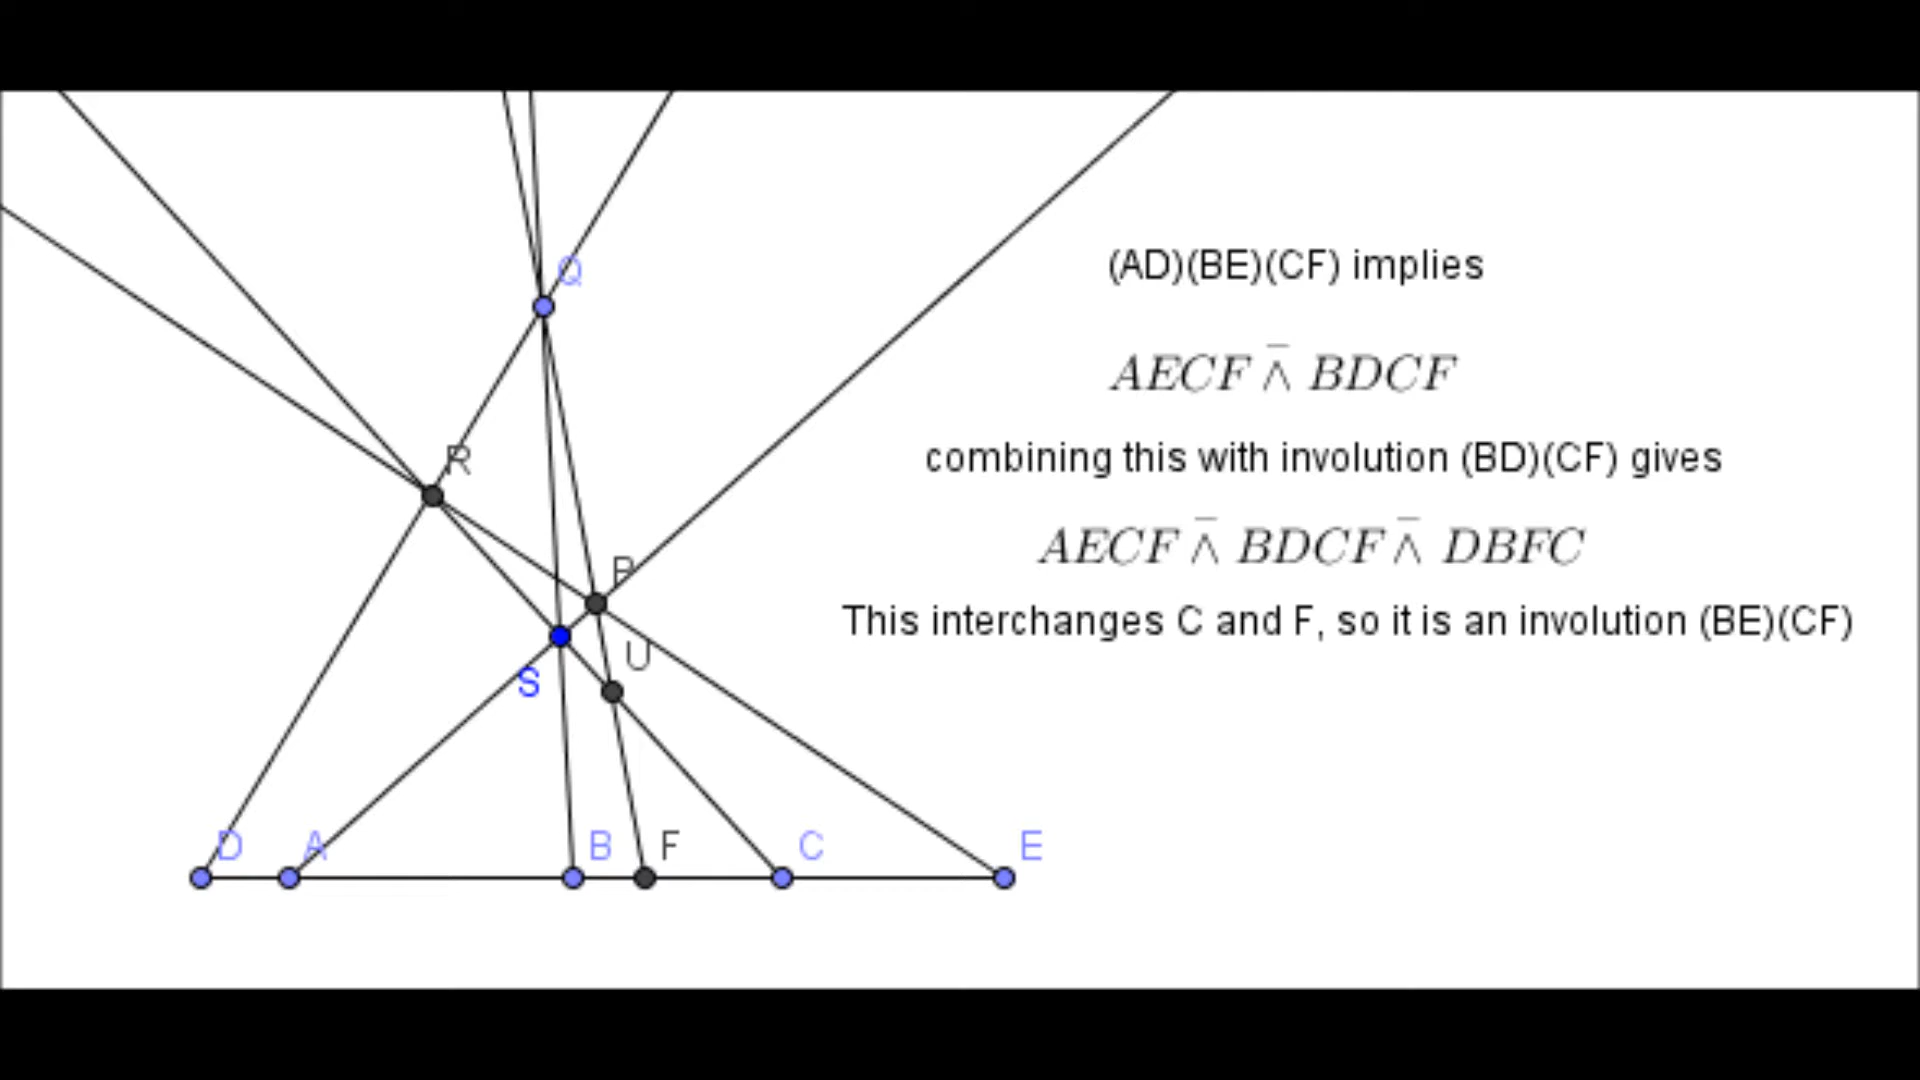 Q
(AD)(BE)(CF) implies
AECF ⊼ BDCF
R
combining this with involution (BD)(CF) gives
AECF ⊼ BDCF ⊼ DBFC
P
This interchanges C and F, so it is an involution (BE)(CF)
U
S
D A B F C E